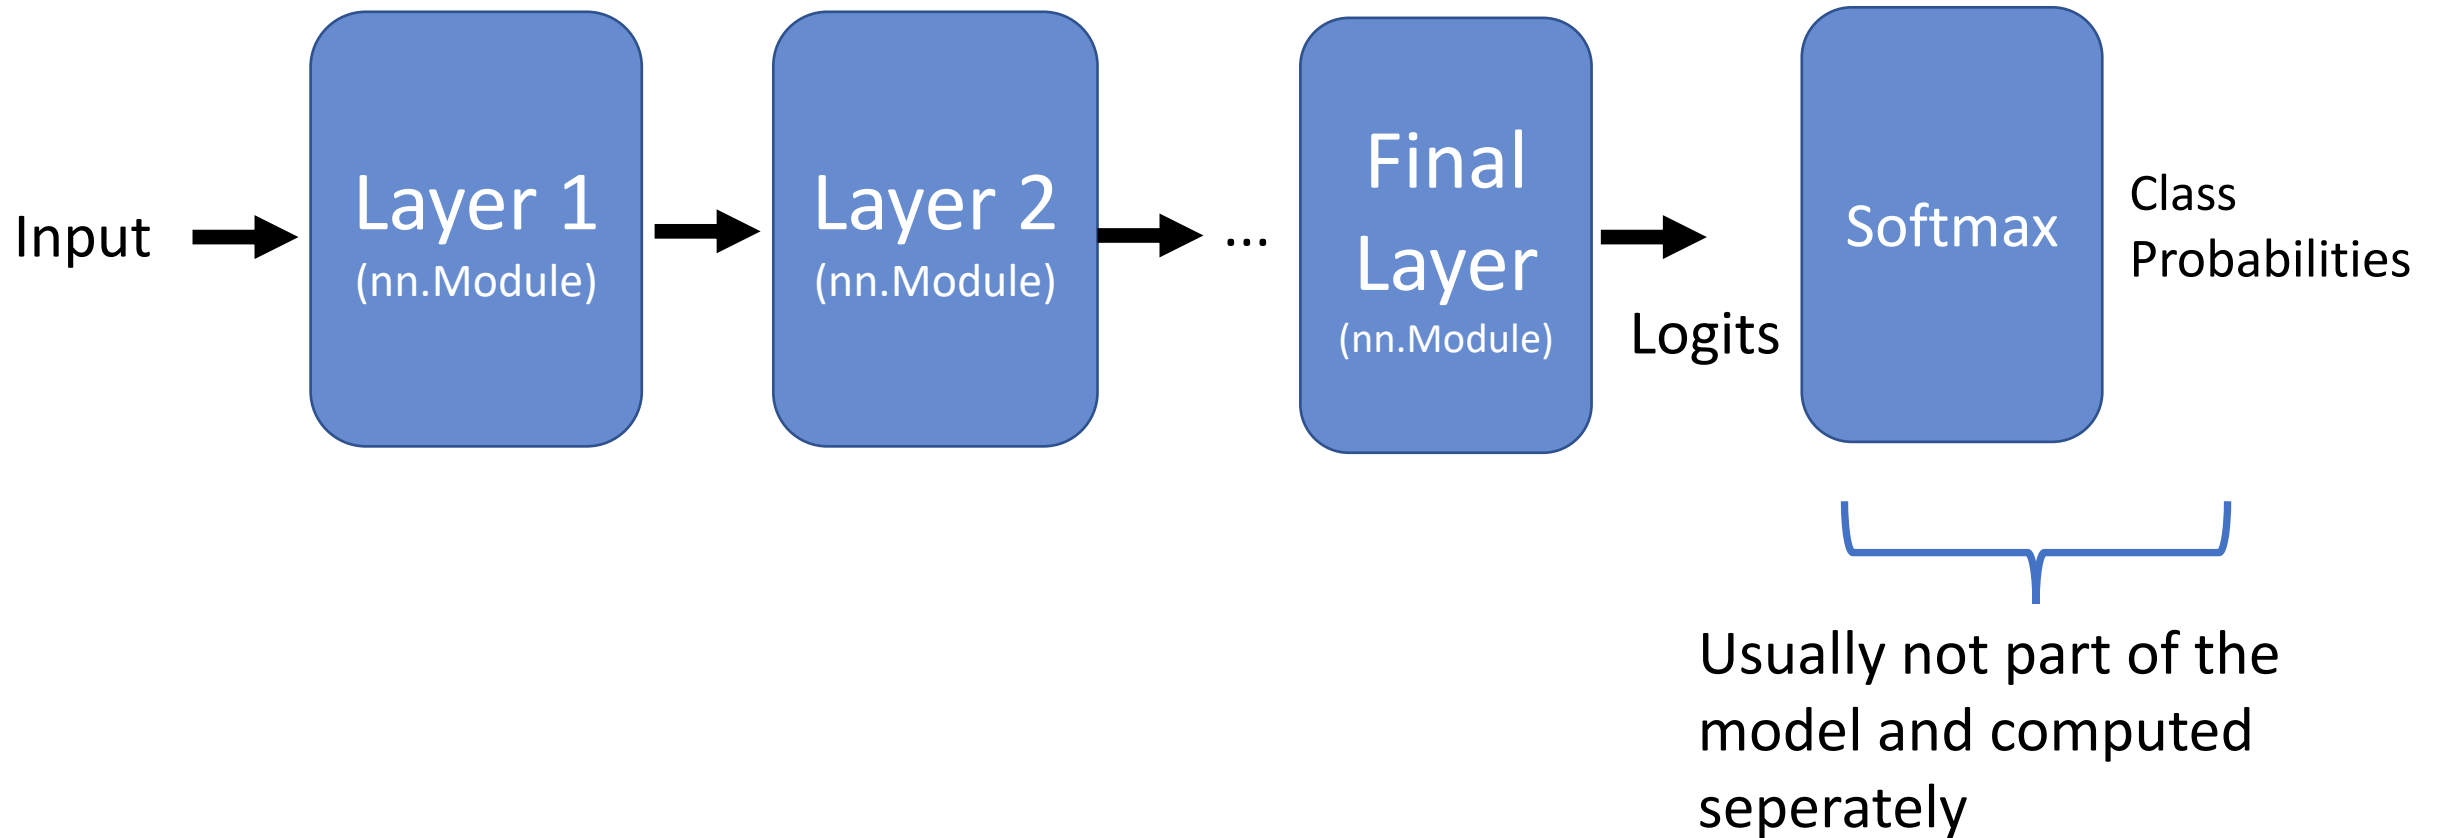 Input
Layer 1
(nn.Module)
Layer 2
(nn.Module)
...
Final
Layer
(nn.Module)
Logits
Softmax
Class
Probabilities
Usually not part of the
model and computed
seperately